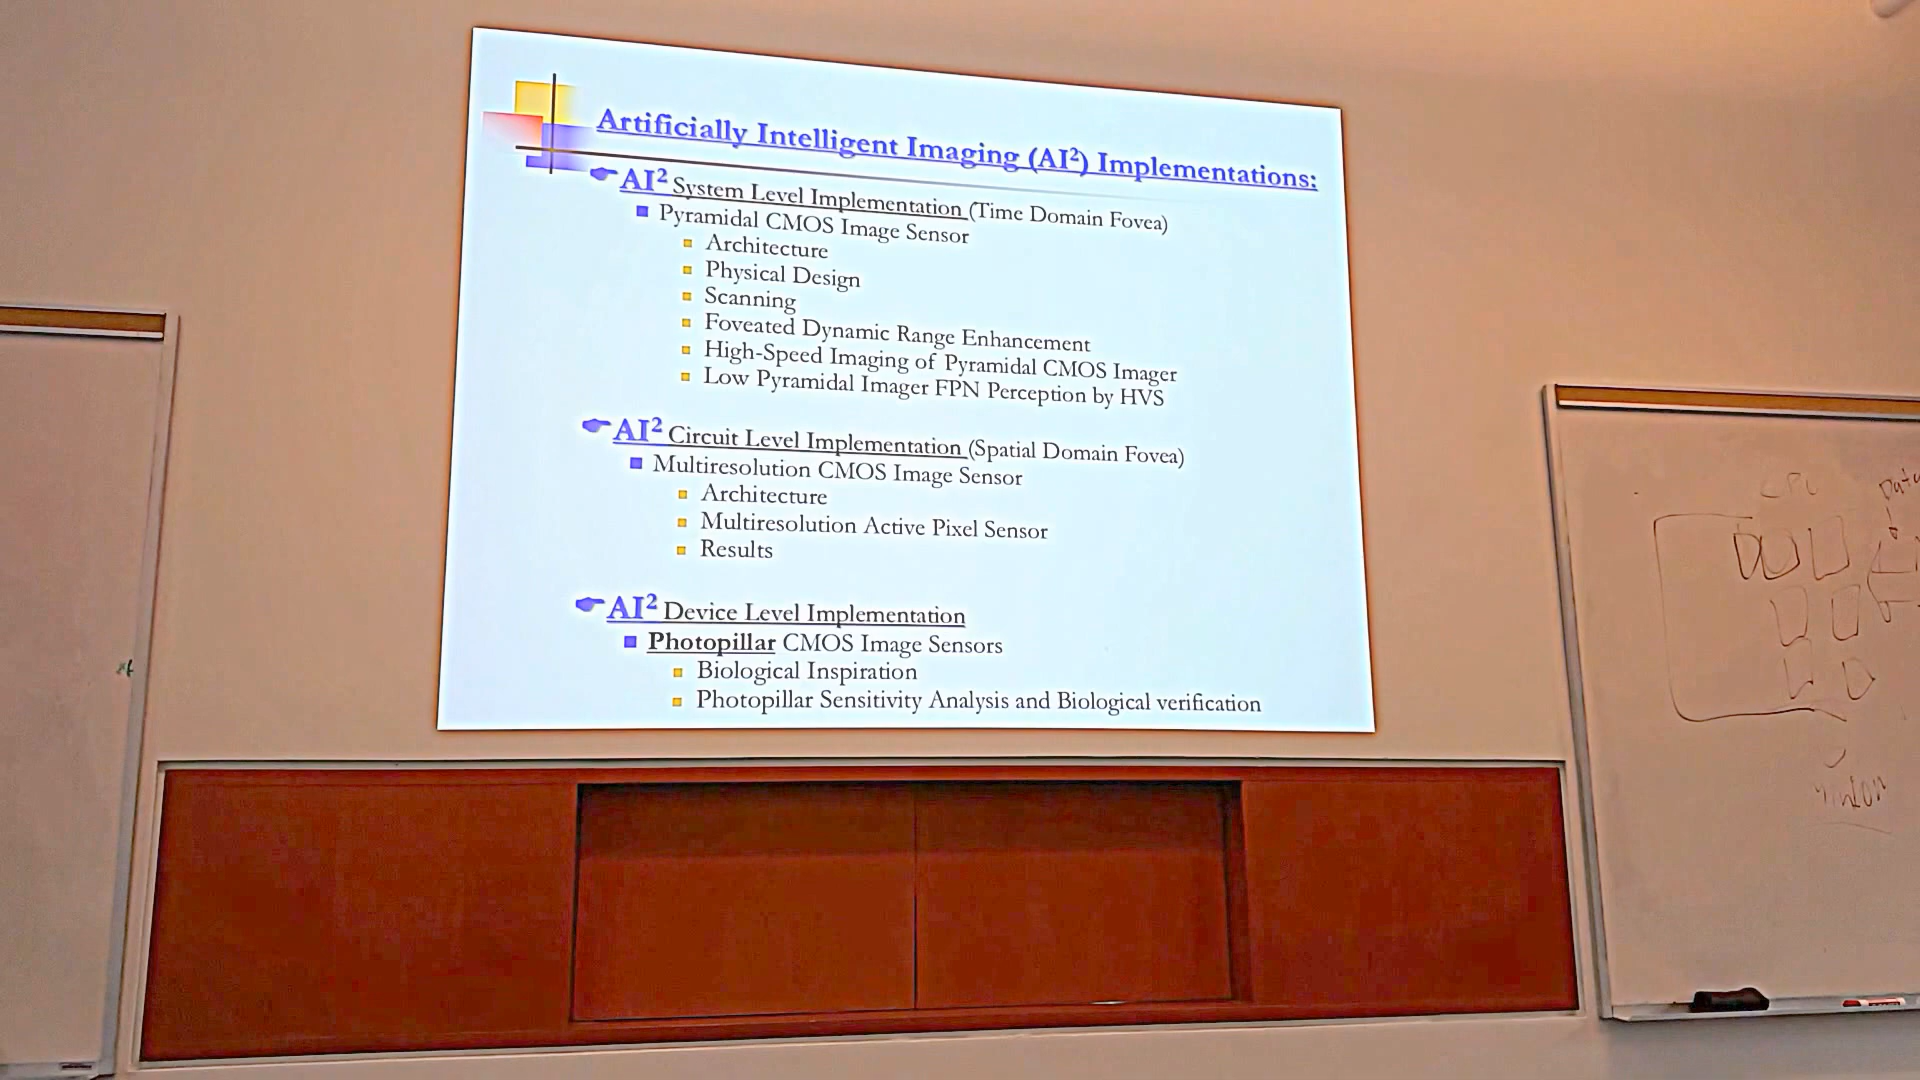 Artificially Intelligent Imaging (AI²) Implementations:
AI² System Level Implementation (Time Domain Fovea)
Pyramidal CMOS Image Sensor
Architecture
Physical Design
Scanning
Foveated Dynamic Range Enhancement
High-Speed Imaging of Pyramidal CMOS Imager
Low Pyramidal Imager FPN Perception by HVS
AI² Circuit Level Implementation (Spatial Domain Fovea)
Multiresolution CMOS Image Sensor
Architecture
Multiresolution Active Pixel Sensor
Results
AI² Device Level Implementation
Photopillar CMOS Image Sensors
Biological Inspiration
Photopillar Sensitivity Analysis and Biological verification
Data